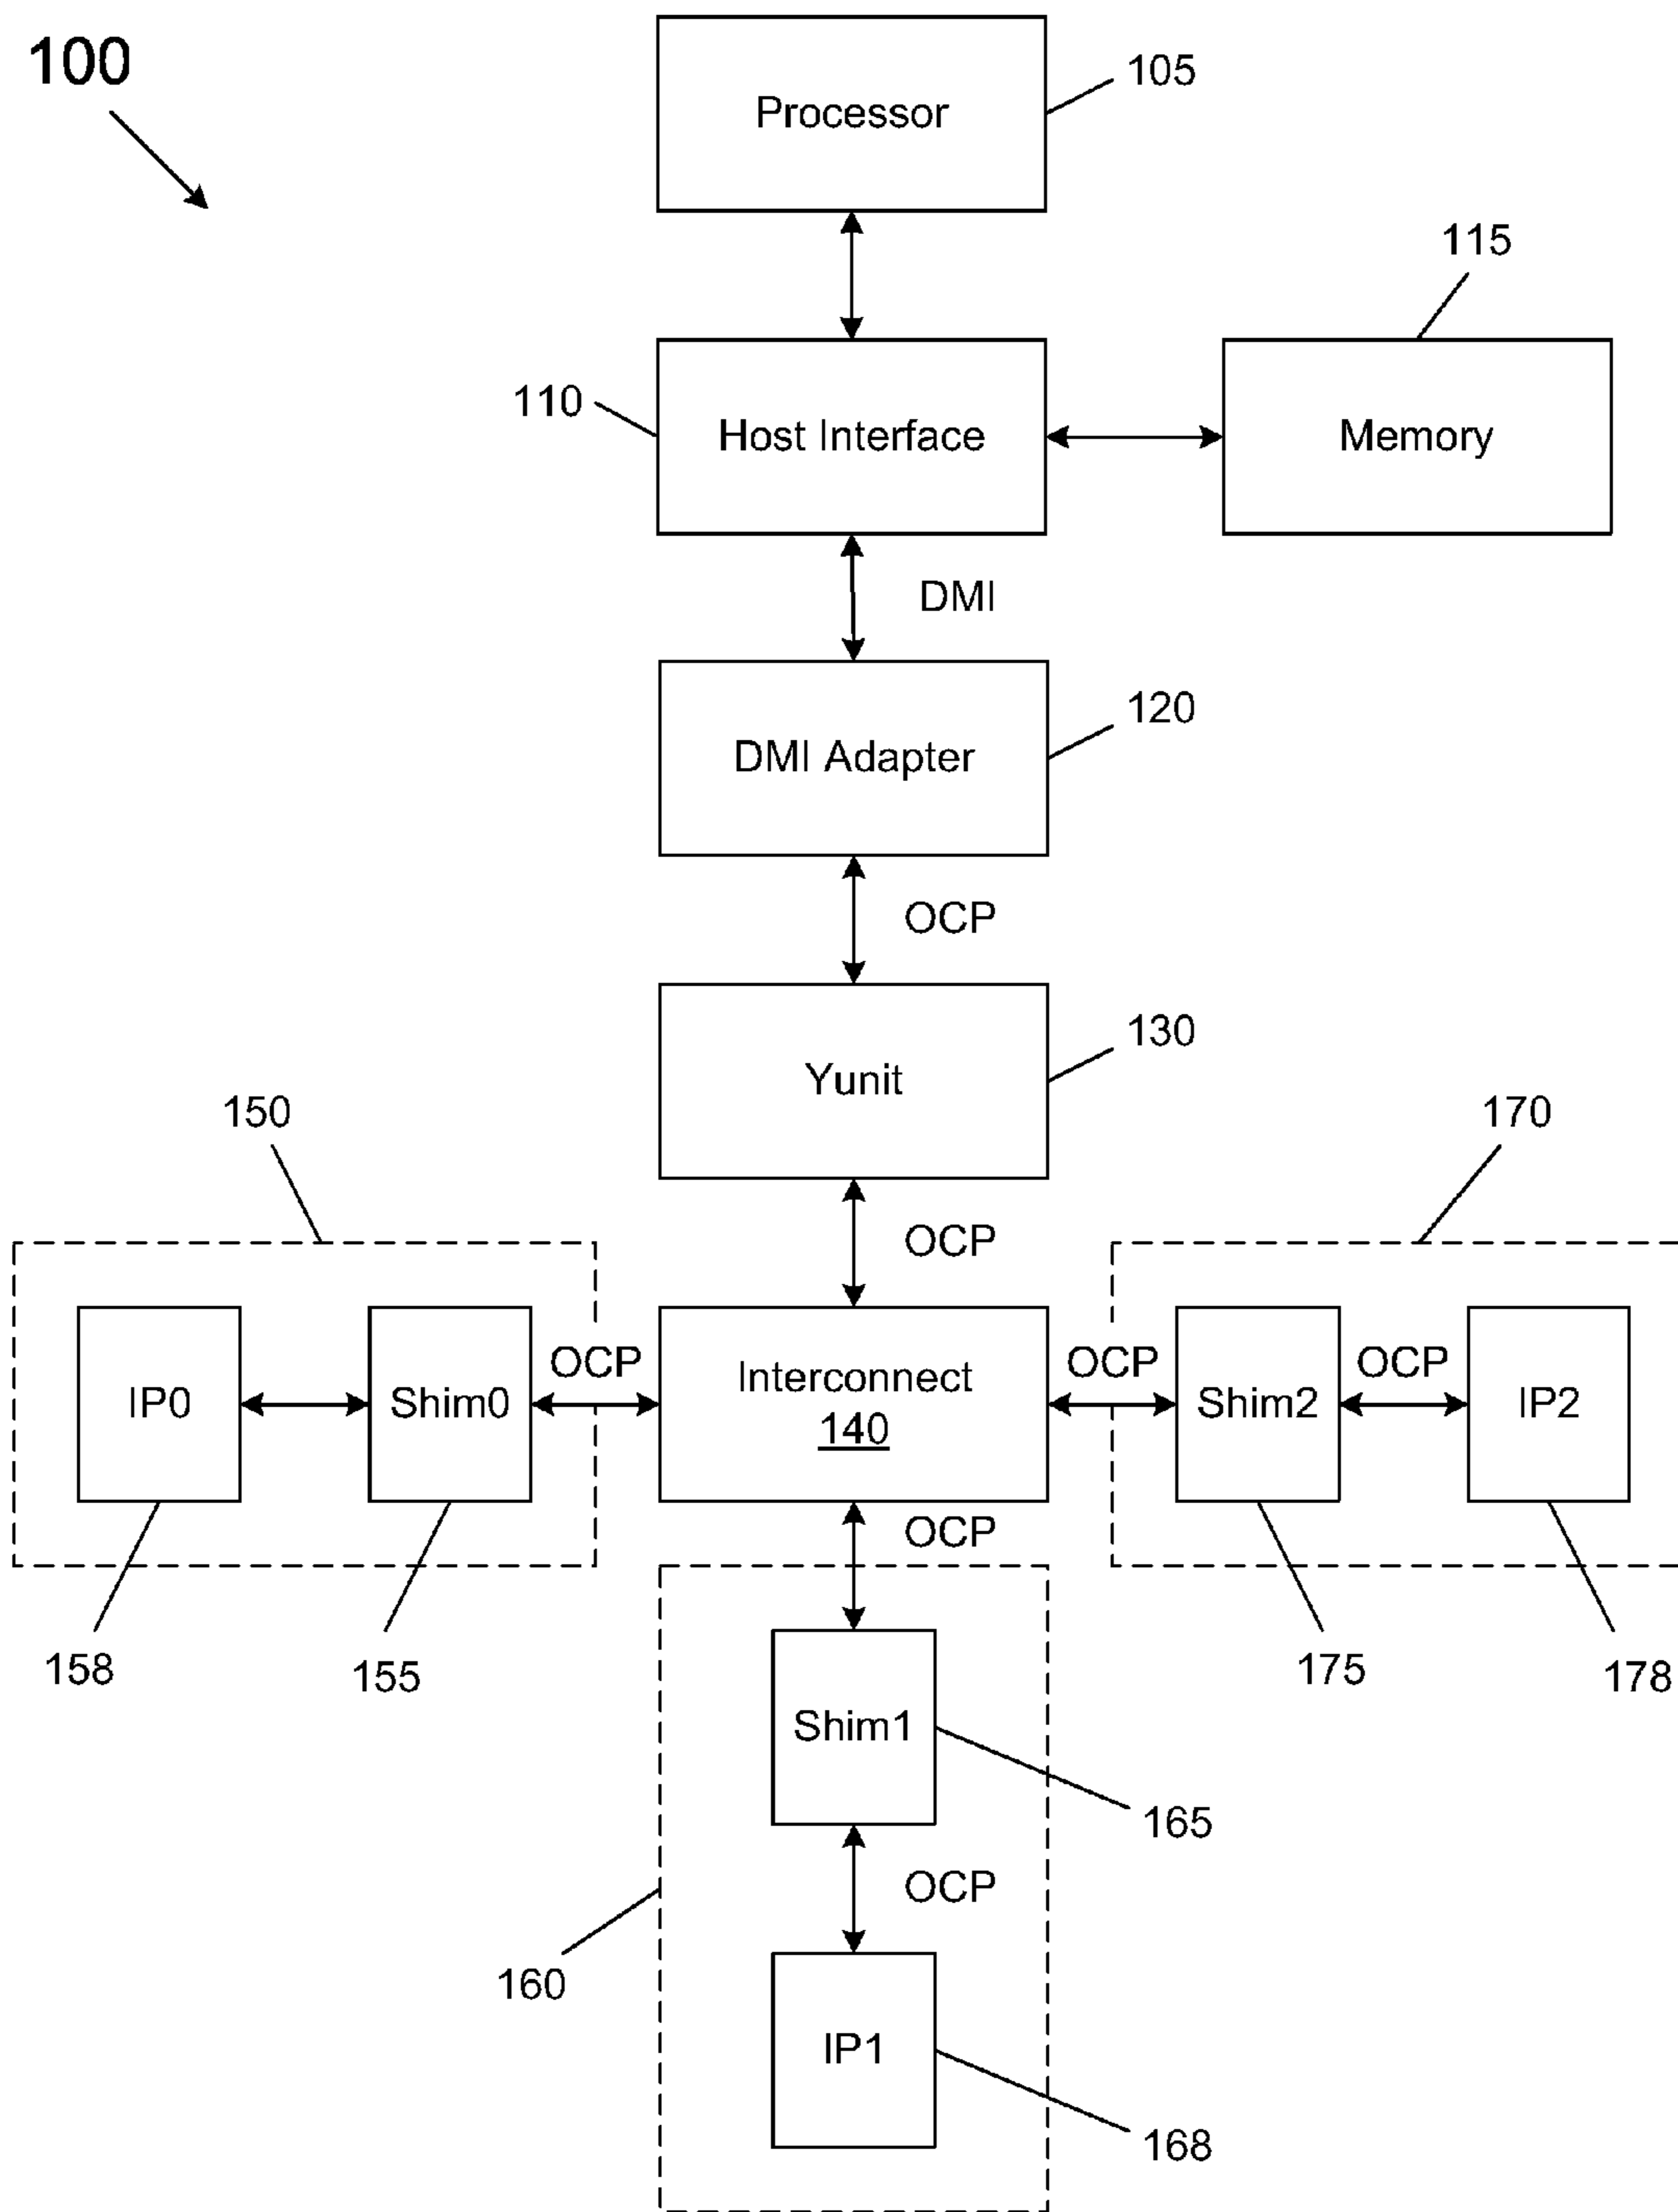 100
105
Processor
115
110
Host Interface
Memory
DMI
120
DMI Adapter
OCP
130
Yunit
150
170
OCP
IP0
Shim0
OCP
Interconnect
140
OCP
Shim2
OCP
IP2
OCP
158
155
175
178
Shim1
165
OCP
160
IP1
168